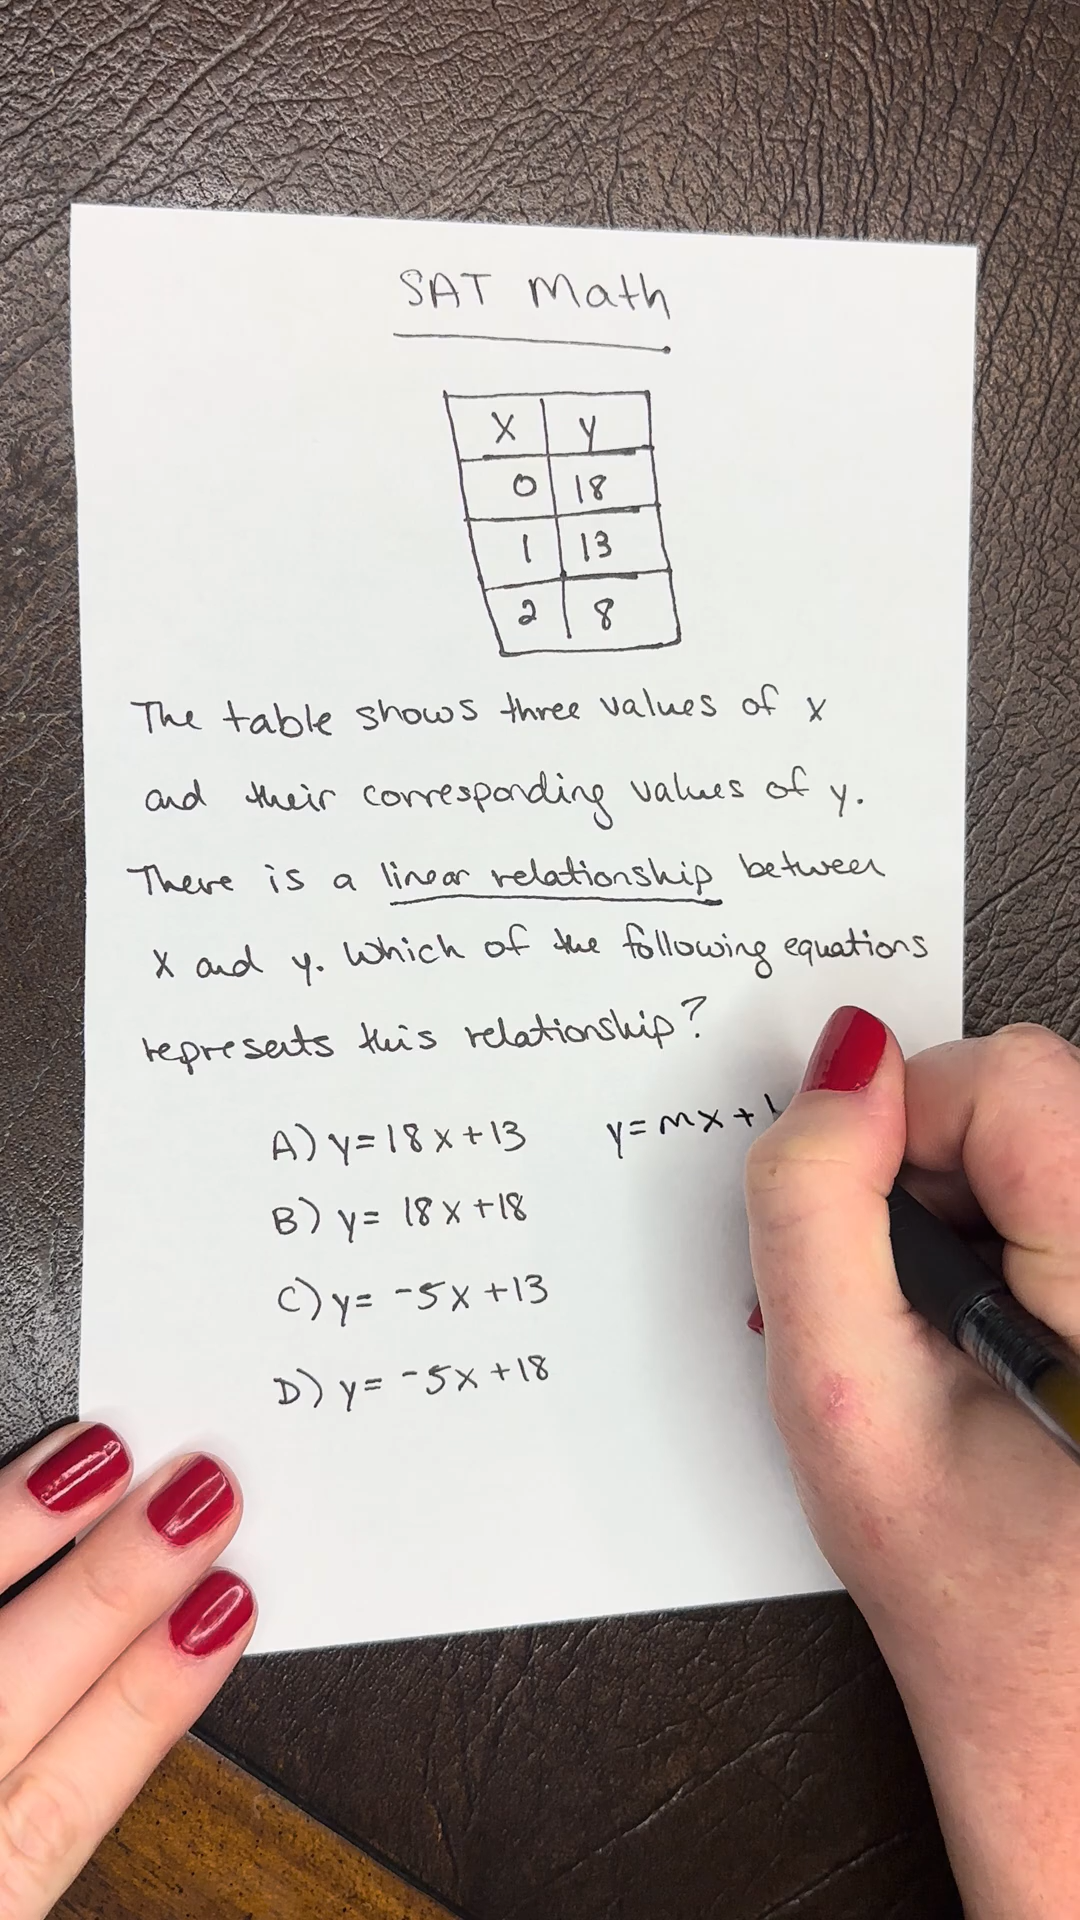 SAT Math
X Y
0 18
1 13
2 8
The table shows three values of x
and their corresponding values of y.
There is a linear relationship between
x and y. Which of the following equations
represents this relationship?
A) y=18x+13 y=mx+
B) y= 18x+18
C) y= -5x+13
D) y= -5x+18